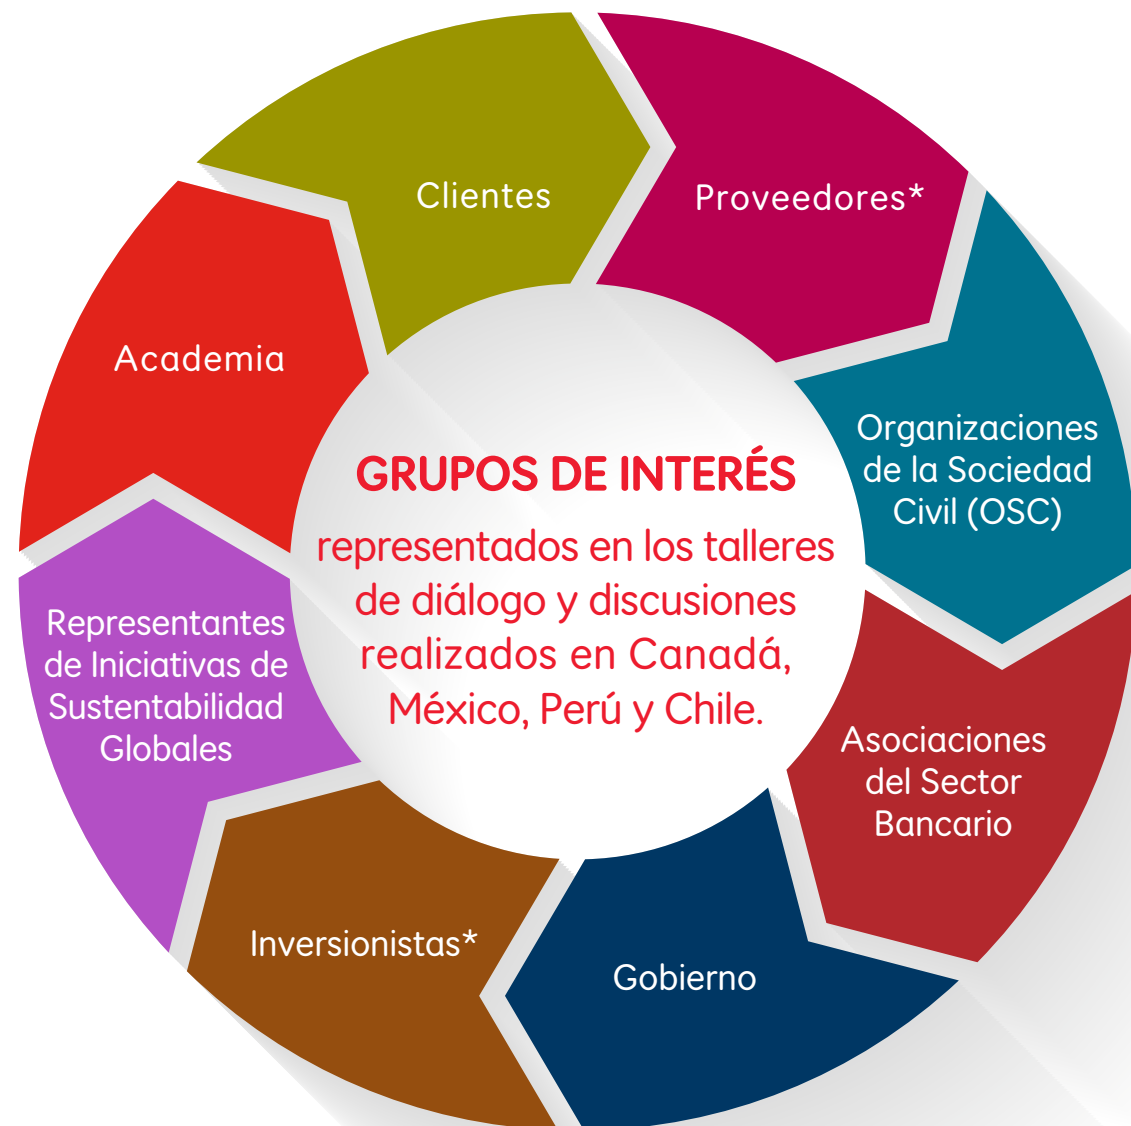 Clientes
Proveedores*
Academia
Organizaciones
de la Sociedad
Civil (OSC)
GRUPOS DE INTERÉS
representados en los talleres
de diálogo y discusiones
realizados en Canadá,
México, Perú y Chile.
Representantes
de Iniciativas de
Sustentabilidad
Globales
Asociaciones
del Sector
Bancario
Inversionistas*
Gobierno